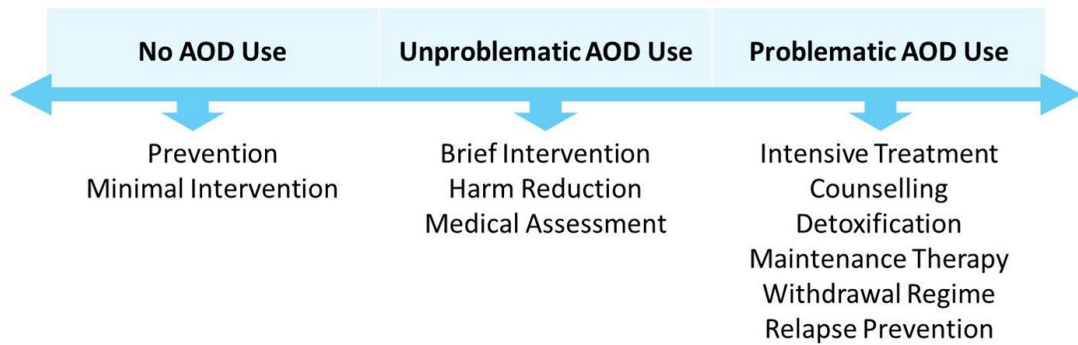 No AOD Use
Unproblematic AOD Use
Problematic AOD Use
Prevention
Minimal Intervention
Brief Intervention
Harm Reduction
Medical Assessment
Intensive Treatment
Counselling
Detoxification
Maintenance Therapy
Withdrawal Regime
Relapse Prevention